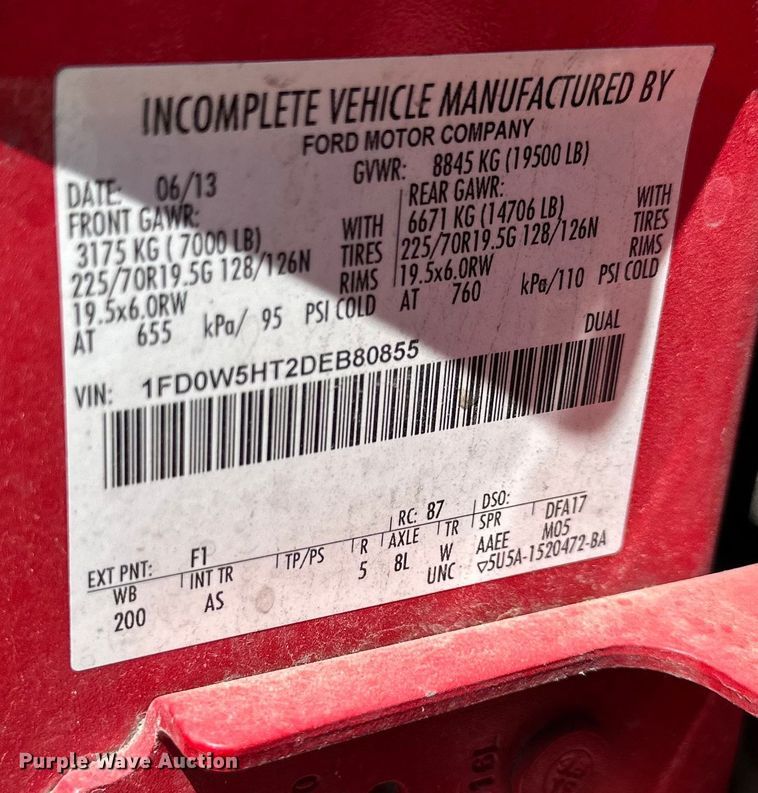 INCOMPLETE VEHICLE MANUFACTURED BY
FORD MOTOR COMPANY
DATE: 06/13 GVWR: 8845 KG (19500 LB)
FRONT GAWR: REAR GAWR:
3175 KG ( 7000 LB) WITH 6671 KG (14706 LB) WITH
225/70R19.5G 128/126N TIRES 225/70R19.5G 128/126N TIRES
19.5x6.0RW RIMS 19.5x6.0RW RIMS
AT 655 kPa/ 95 PSI COLD AT 760 kPa/110 PSI COLD
DUAL
VIN: 1FD0W5HT2DEB80855
EXT PNT: F1 RC: 87 DSO:
WB INT TR TP/PS R AXLE TR SPR DFA17
200 AS 5 8L W AAEE M05
UNC ▽5U5A-1520472-BA
Purple Wave Auction